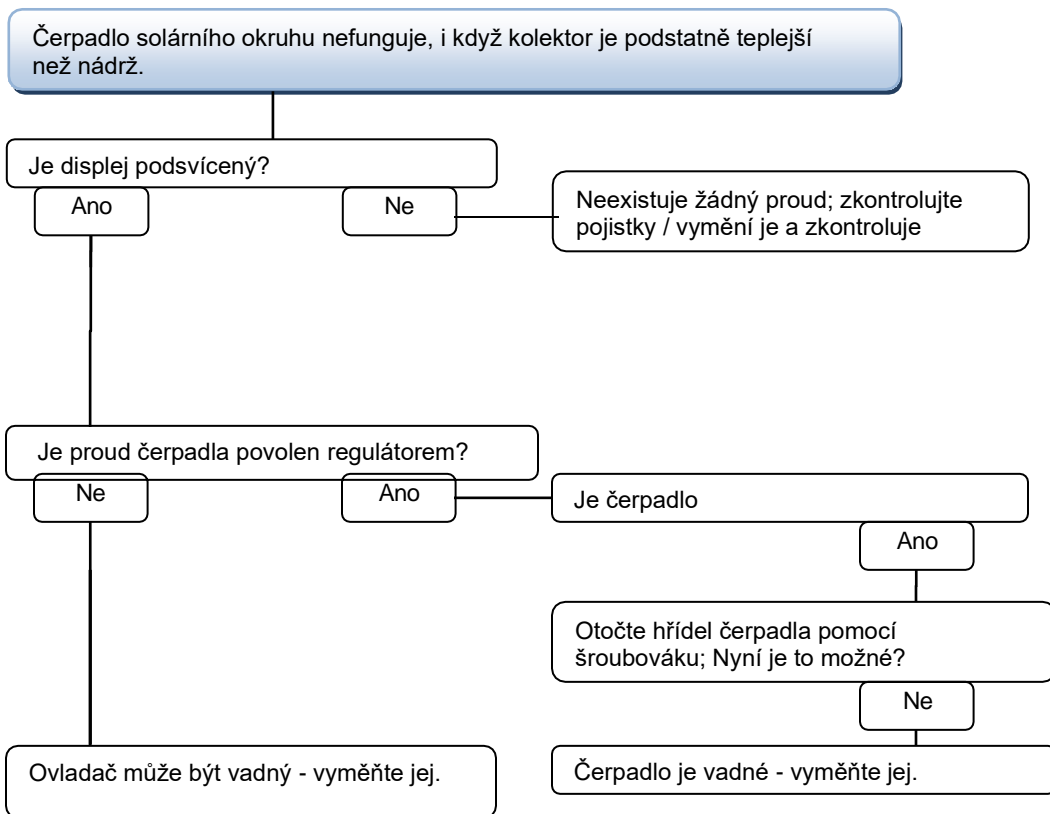 Čerpadlo solárního okruhu nefunguje, i když kolektor je podstatně teplejší
než nádrž.
Je displej podsvícený?
Ano
Ne
Neexistuje žádný proud; zkontrolujte
pojistky / vymění je a zkontroluje
Je proud čerpadla povolen regulátorem?
Ne
Ano
Je čerpadlo
Ano
Otočte hřídel čerpadla pomocí
šroubováku; Nyní je to možné?
Ne
Ovladač může být vadný - vyměňte jej.
Čerpadlo je vadné - vyměňte jej.